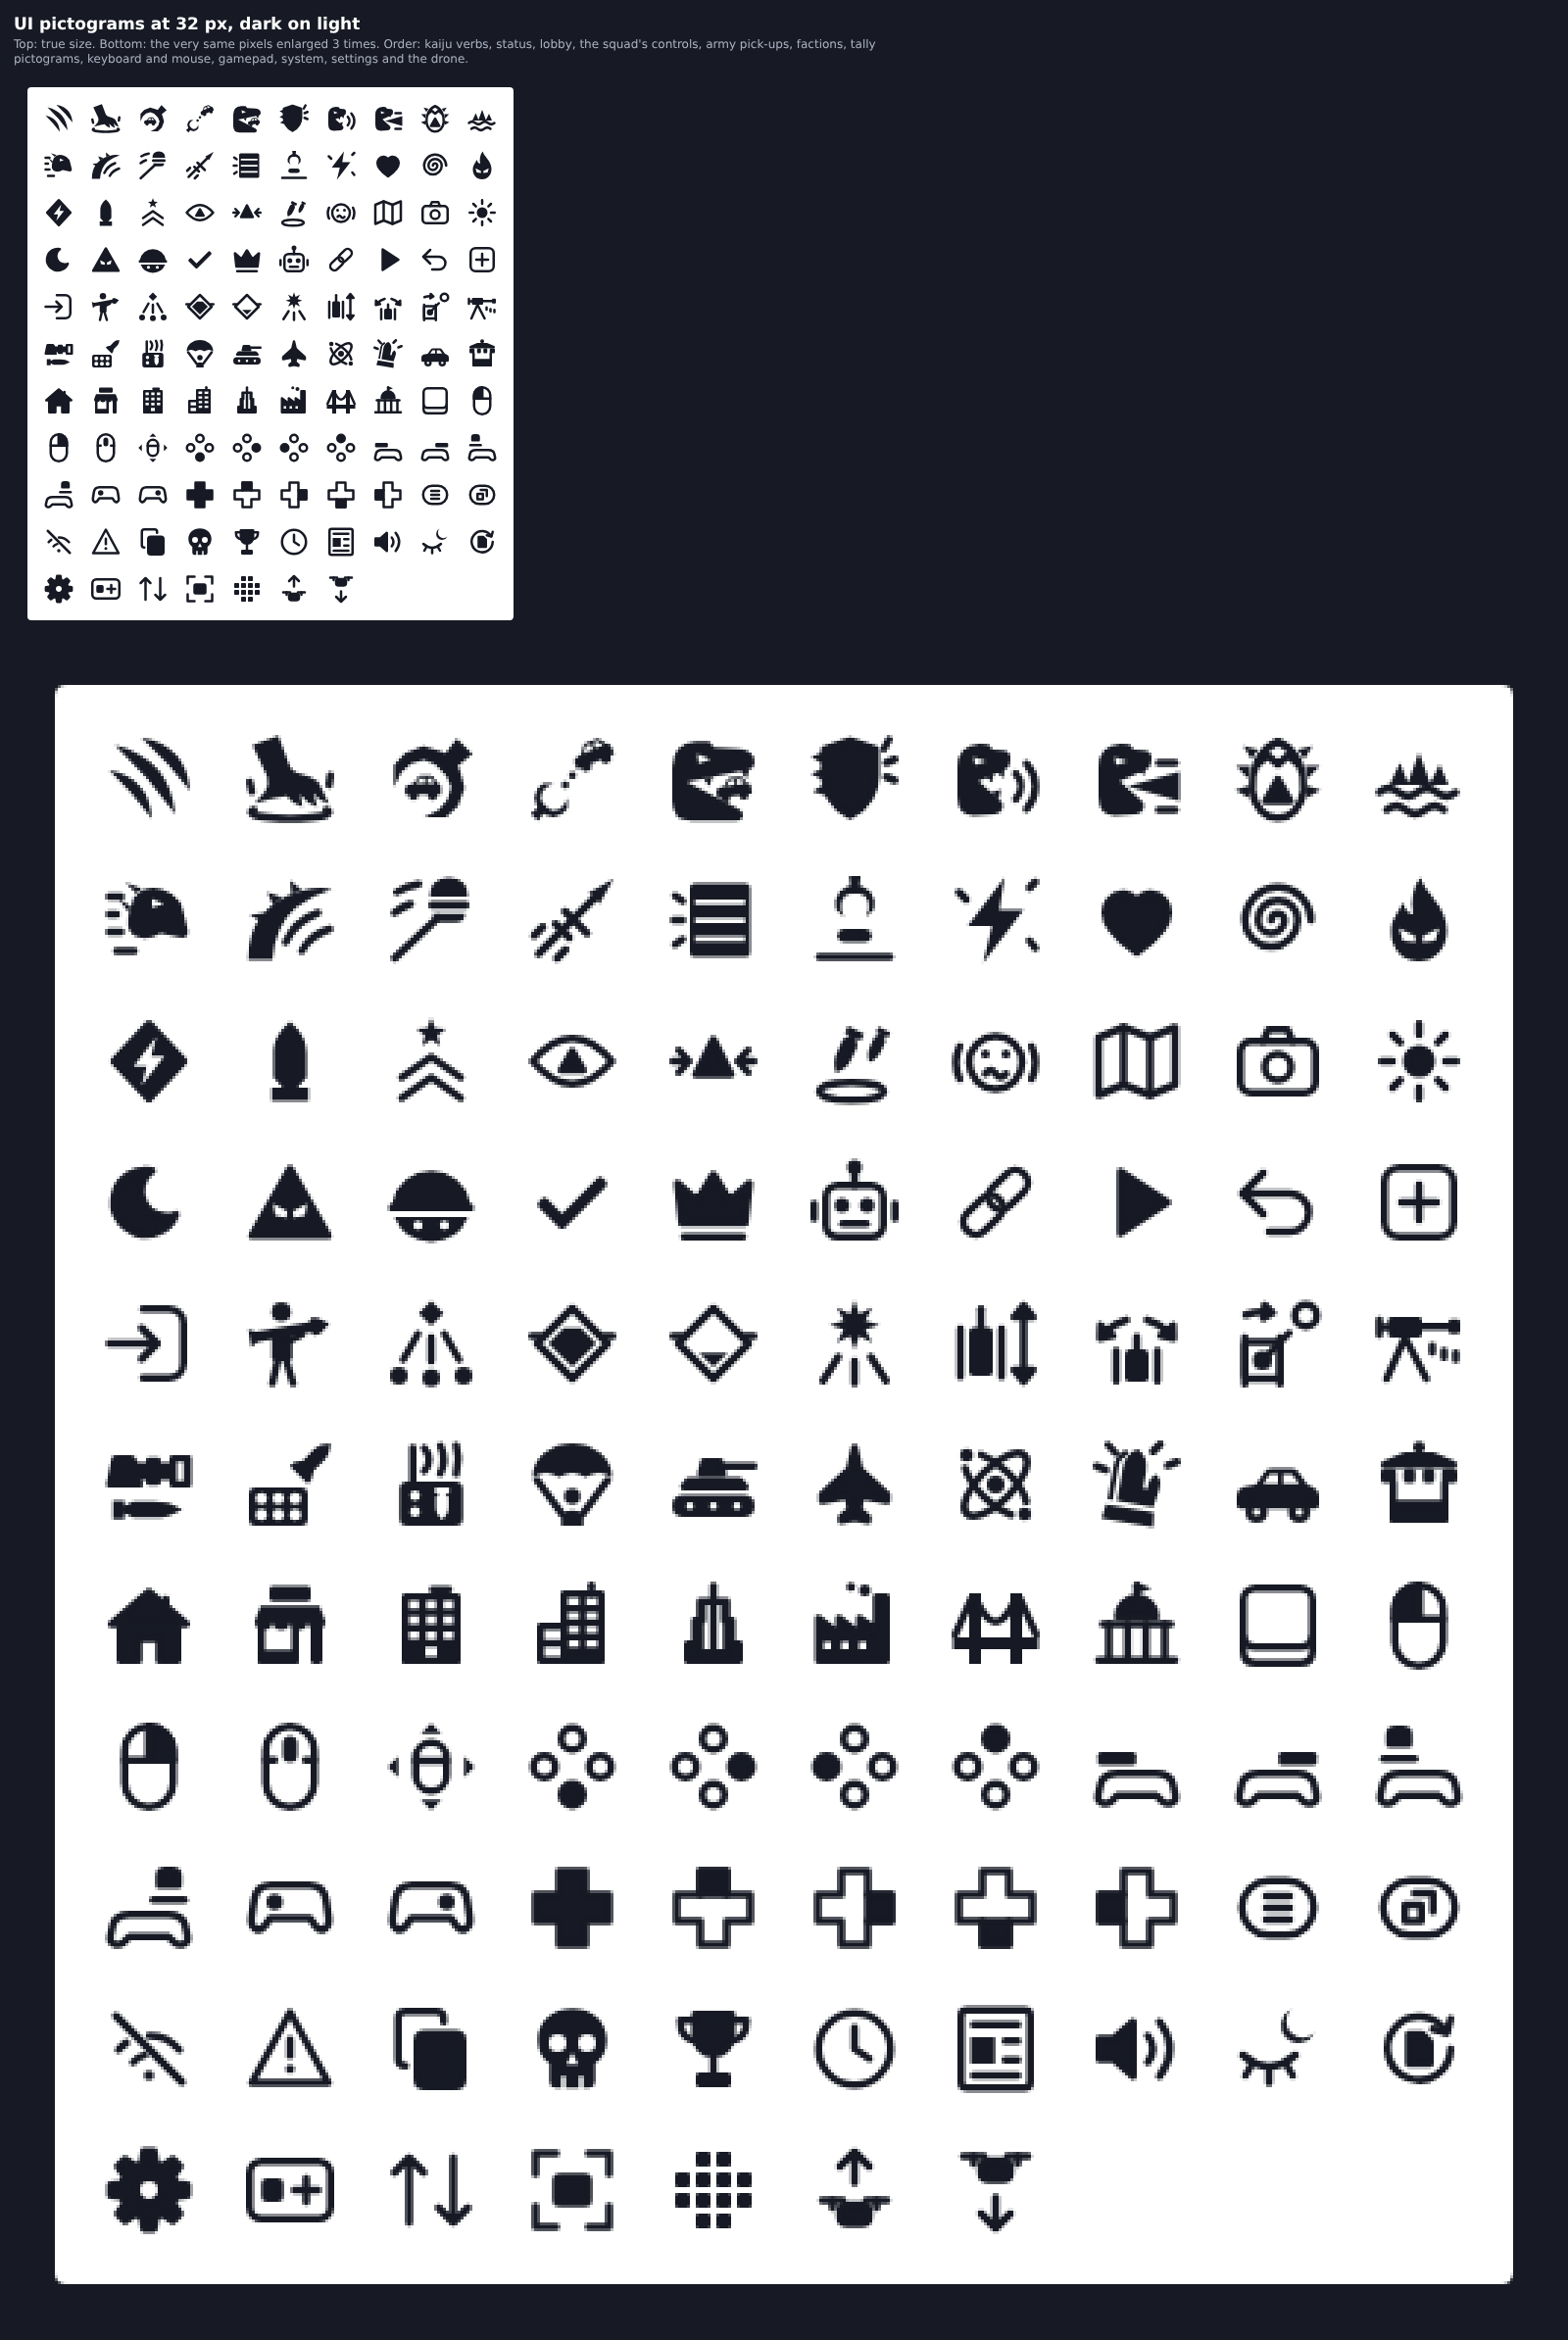 UI pictograms at 32 px, dark on light
Top: true size. Bottom: the very same pixels enlarged 3 times. Order: kaiju verbs, status, lobby, the squad's controls, army pick-ups, factions, tally
pictograms, keyboard and mouse, gamepad, system, settings and the drone.